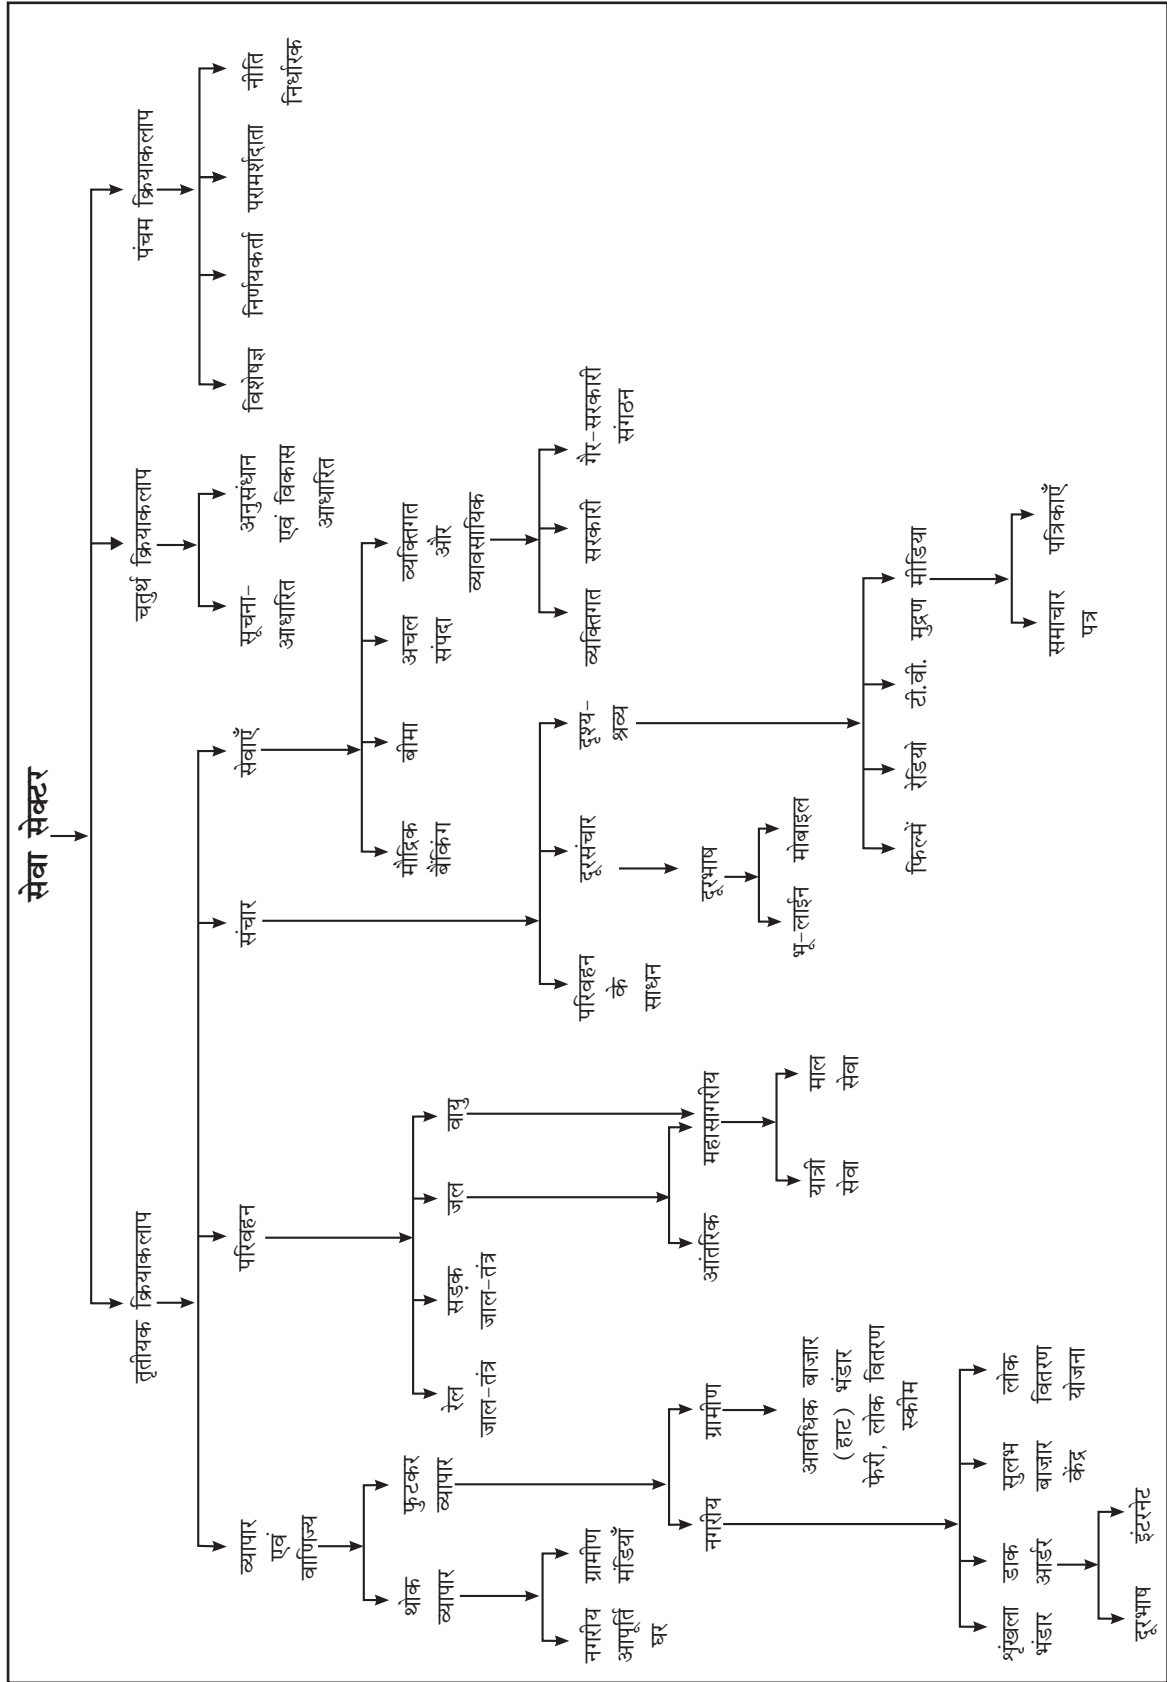 सेवा सेक्टर
तृतीयक क्रियाकलाप
चतुर्थ क्रियाकलाप
पंचम क्रियाकलाप
व्यापार
एवं
वाणिज्य
परिवहन
संचार
सेवाएँ
सूचना-
आधारित
अनुसंधान
एवं विकास
आधारित
विशेषज्ञ
निर्णयकर्ता
परामर्शदाता
नीति
निर्धारक
थोक
व्यापार
फुटकर
व्यापार
रेल
जाल-तंत्र
सड़क
जाल-तंत्र
जल
वायु
मौद्रिक
बैंकिंग
बीमा
अचल
संपदा
व्यक्तिगत
और
व्यावसायिक
नगरीय
आपूर्ति
घर
ग्रामीण
मंडियाँ
परिवहन
के
साधन
दूरसंचार
दृश्य-
श्रव्य
व्यक्तिगत
सरकारी
गैर-सरकारी
संगठन
नगरीय
ग्रामीण
आंतरिक
महासागरीय
दूरभाष
आवधिक बाज़ार
(हाट) भंडार
फेरी, लोक वितरण
स्कीम
यात्री
सेवा
माल
सेवा
भू-लाईन
मोबाइल
फिल्में
रेडियो
टी.वी.
मुद्रण मीडिया
शृंखला
भंडार
डाक
आर्डर
सुलभ
बाज़ार
केंद्र
लोक
वितरण
योजना
समाचार
पत्र
पत्रिकाएँ
दूरभाष
इंटरनेट